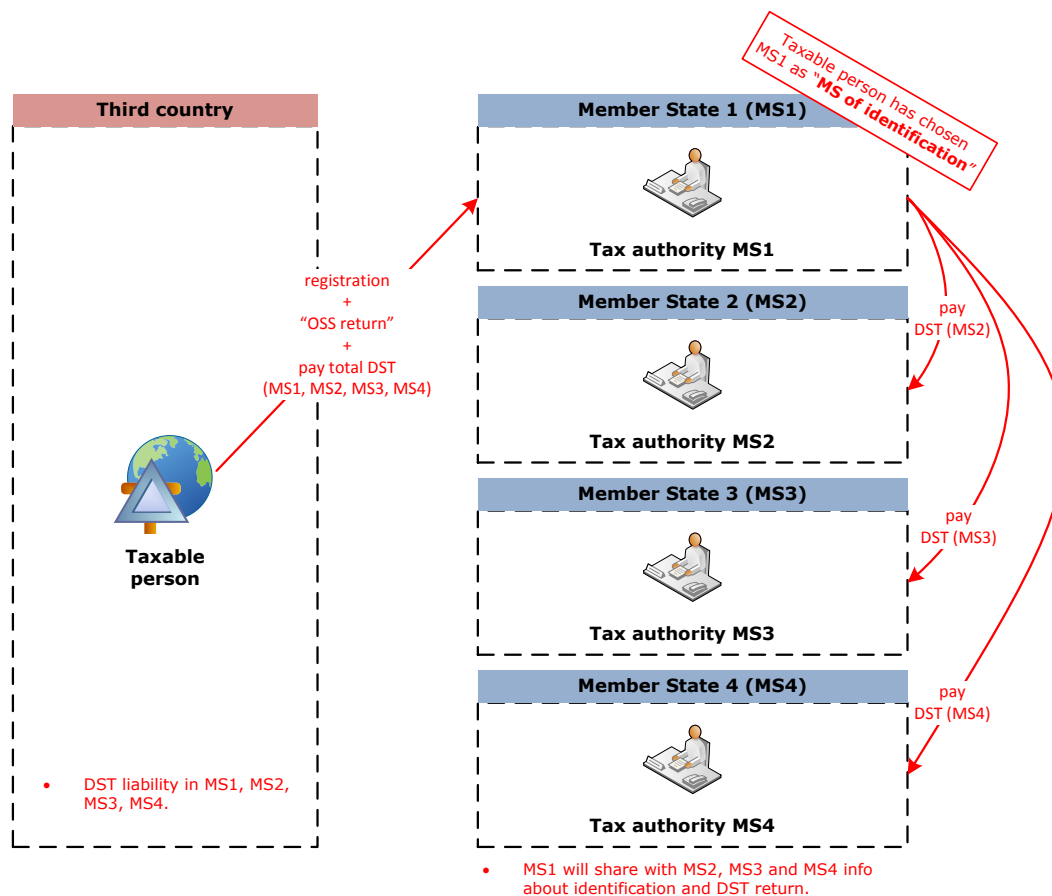 Taxable person has chosen
MS1 as “MS of identification”
Third country
registration
+
“OSS return”
+
pay total DST
(MS1, MS2, MS3, MS4)
Taxable
person
• DST liability in MS1, MS2,
MS3, MS4.
Member State 1 (MS1)
Tax authority MS1
Member State 2 (MS2)
Tax authority MS2
pay
DST (MS2)
Member State 3 (MS3)
Tax authority MS3
pay
DST (MS3)
Member State 4 (MS4)
Tax authority MS4
pay
DST (MS4)
• MS1 will share with MS2, MS3 and MS4 info
about identification and DST return.